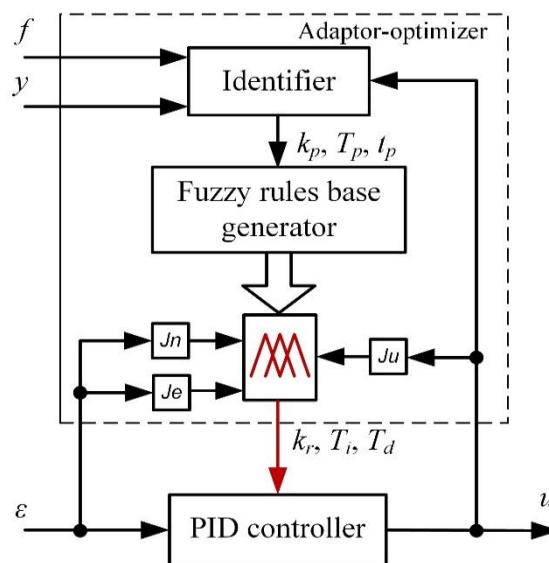 f
Adaptor-optimizer
y
Identifier
kp, Tp, tp
Fuzzy rules base
generator
Jn
Ju
Je
kr, Ti, Td
ε
PID controller
u